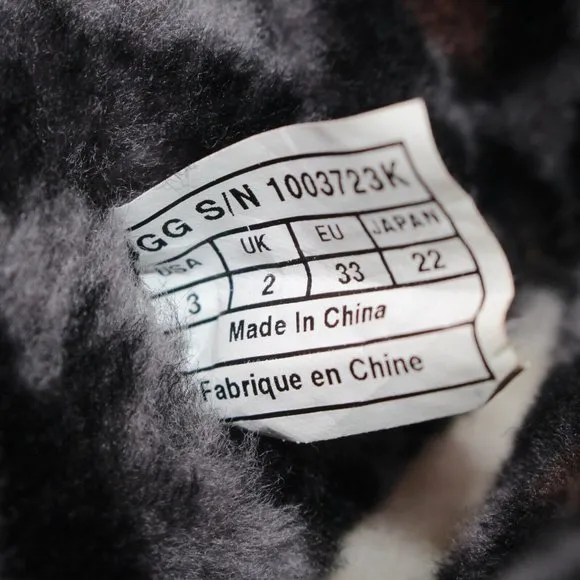 GG S/N 1003723K
USA UK EU JAPAN
3 2 33 22
Made In China
Fabrique en Chine